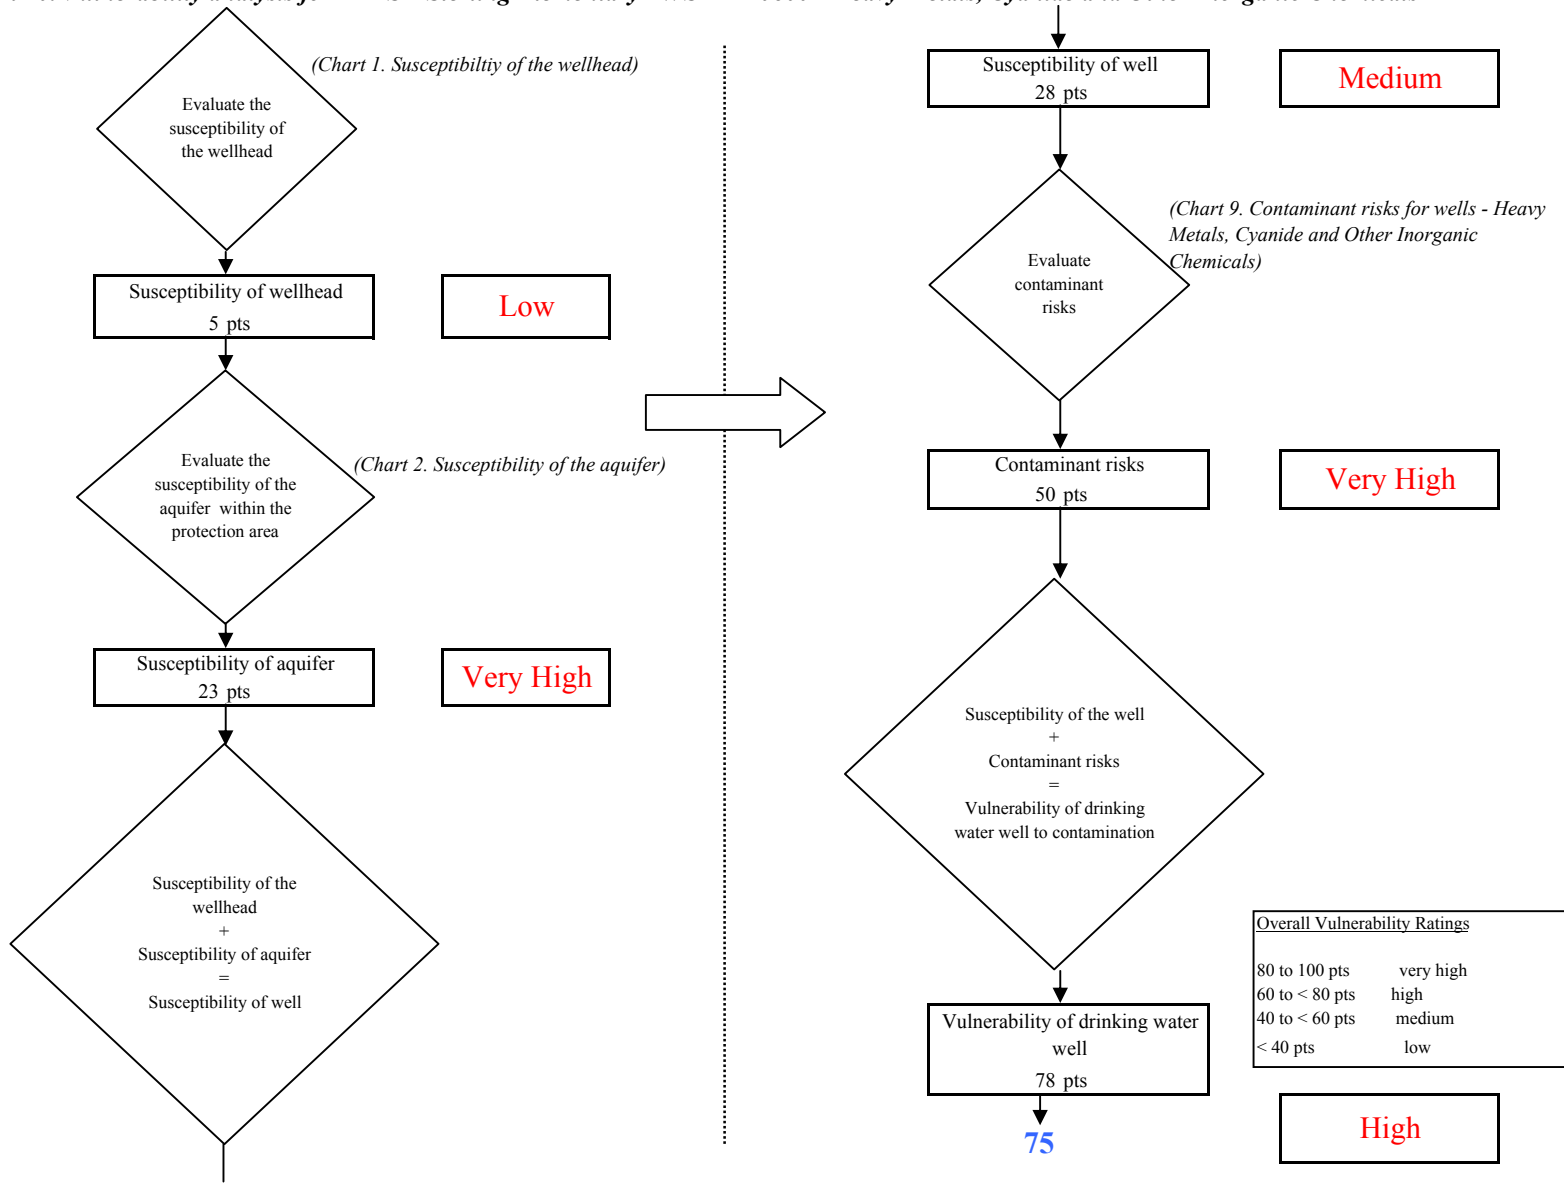 (Chart 1. Susceptibiltiy of the wellhead)
Evaluate the
susceptibility of
the wellhead
Susceptibility of wellhead
5 pts
Low
Evaluate the
susceptibility of the
aquifer within the
protection area
(Chart 2. Susceptibility of the aquifer)
Susceptibility of aquifer
23 pts
Very High
Susceptibility of the
wellhead
+
Susceptibility of aquifer
=
Susceptibility of well
Susceptibility of well
28 pts
Medium
(Chart 9. Contaminant risks for wells - Heavy
Metals, Cyanide and Other Inorganic
Chemicals)
Evaluate
contaminant
risks
Contaminant risks
50 pts
Very High
Susceptibility of the well
+
Contaminant risks
=
Vulnerability of drinking
water well to contamination
Overall Vulnerability Ratings
80 to 100 pts very high
60 to < 80 pts high
40 to < 60 pts medium
< 40 pts low
Vulnerability of drinking water
well
78 pts
75
High